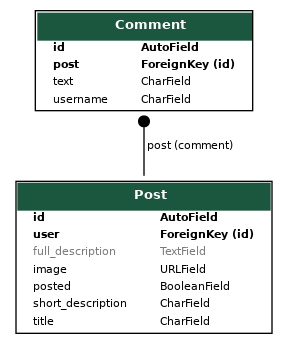 Comment
id AutoField
post ForeignKey (id)
text CharField
username CharField
post (comment)
Post
id AutoField
user ForeignKey (id)
full_description TextField
image URLField
posted BooleanField
short_description CharField
title CharField